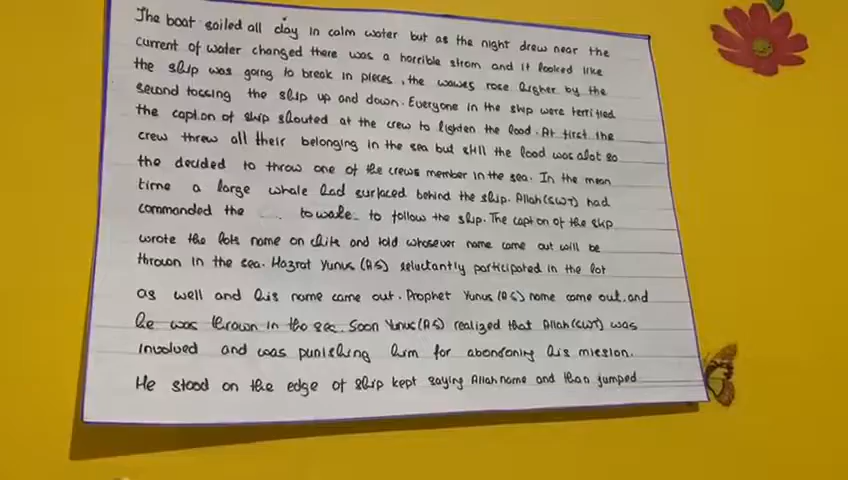 The boat sailed all day in calm water but as the night drew near the
current of water changed there was a horrible strom and it looked like
the ship was going to break in pieces, the waves rose higher by the
second tossing the ship up and down. Everyone in the ship were terrified
the caption of ship shouted at the crew to lighten the load. At first the
crew threw all their belonging in the sea but still the load was alot so
the decided to throw one of the crews member in the sea. In the mean
time a large whale had surfaced behind the ship. Allah(SWT) had
commanded the to wale to follow the ship. The caption of the ship
wrote the lots name on and told whosever name come out will be
thrown in the sea. Hazrat Yunus (AS) reluctantly participated in the lot
as well and his name came out. Prophet Yunus (AS) name come out, and
he was thrown in the sea. Soon Yunus (AS) realized that Allah (SWT) was
involved and was punishing him for abandoning his mission.
He stood on the edge of ship kept saying Allah name and than jumped